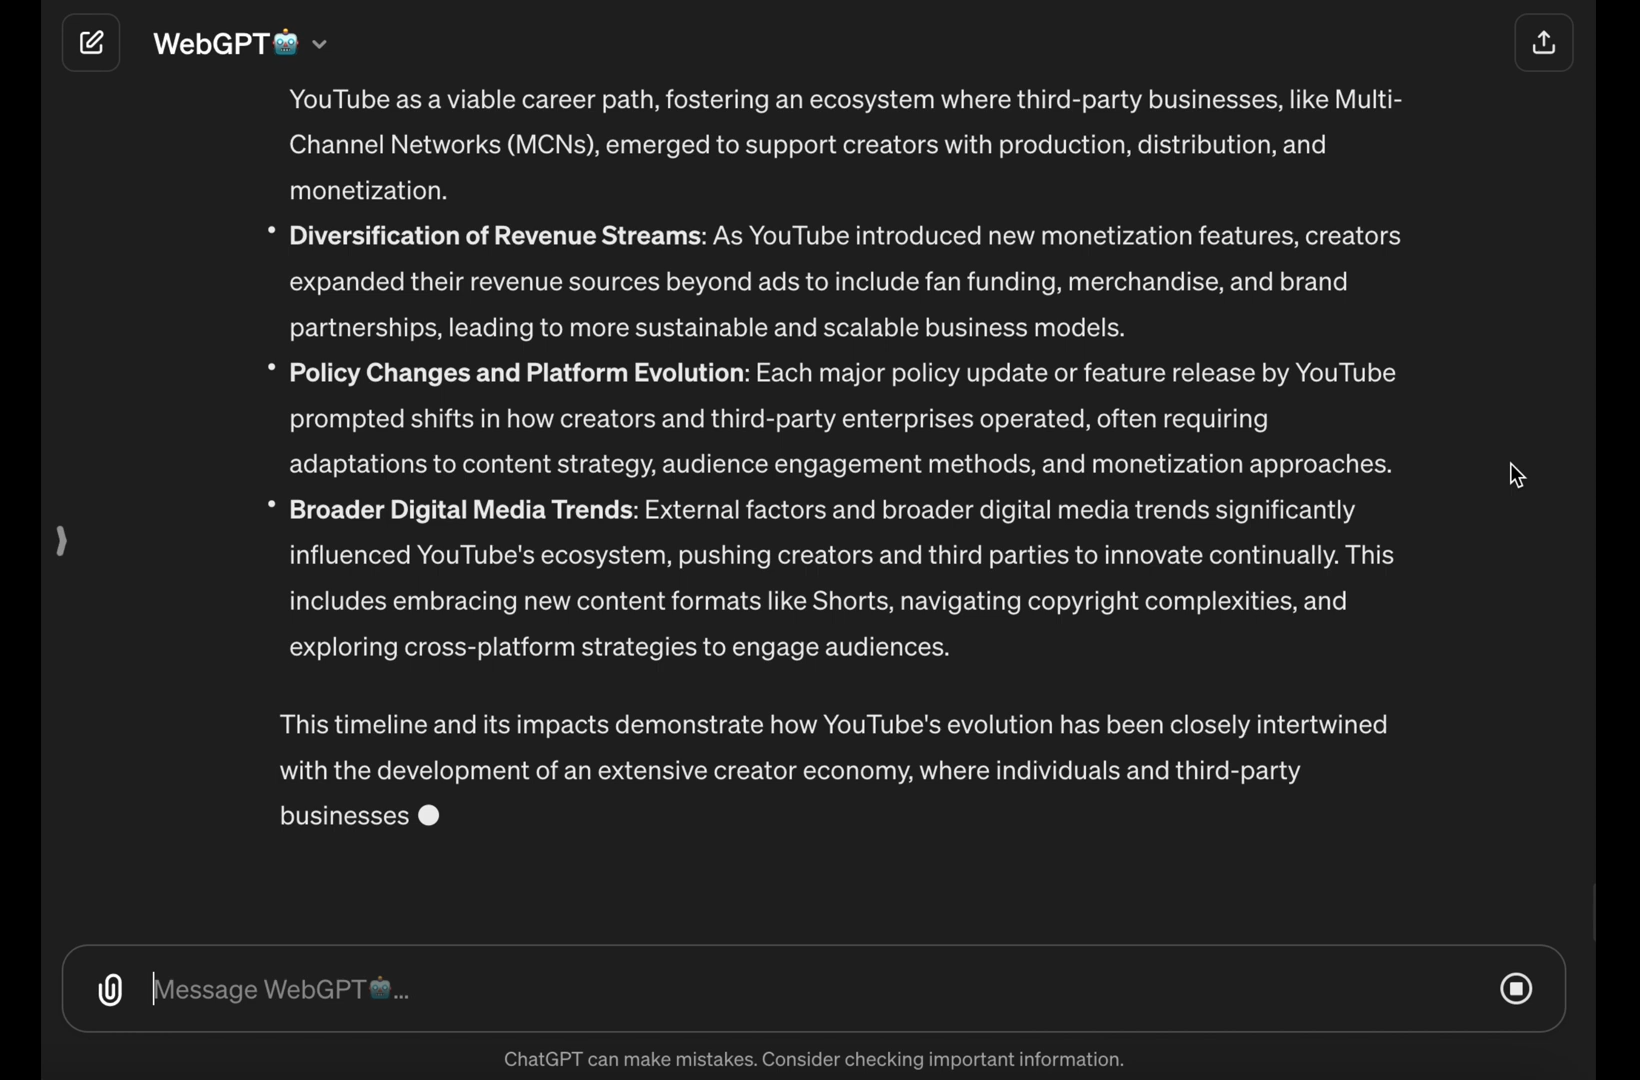 WebGPT🤖
YouTube as a viable career path, fostering an ecosystem where third-party businesses, like Multi-
Channel Networks (MCNs), emerged to support creators with production, distribution, and
monetization.
• Diversification of Revenue Streams: As YouTube introduced new monetization features, creators
expanded their revenue sources beyond ads to include fan funding, merchandise, and brand
partnerships, leading to more sustainable and scalable business models.
• Policy Changes and Platform Evolution: Each major policy update or feature release by YouTube
prompted shifts in how creators and third-party enterprises operated, often requiring
adaptations to content strategy, audience engagement methods, and monetization approaches.
• Broader Digital Media Trends: External factors and broader digital media trends significantly
influenced YouTube's ecosystem, pushing creators and third parties to innovate continually. This
includes embracing new content formats like Shorts, navigating copyright complexities, and
exploring cross-platform strategies to engage audiences.
This timeline and its impacts demonstrate how YouTube's evolution has been closely intertwined
with the development of an extensive creator economy, where individuals and third-party
businesses
Message WebGPT🤖...
ChatGPT can make mistakes. Consider checking important information.